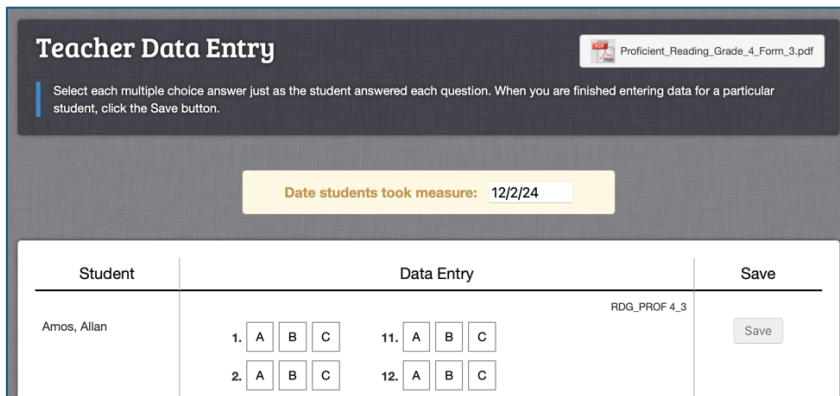 Teacher Data Entry
Proficient_Reading_Grade_4_Form_3.pdf
Select each multiple choice answer just as the student answered each question. When you are finished entering data for a particular
student, click the Save button.
Date students took measure: 12/2/24
Student Data Entry Save
RDG_PROF 4_3
Amos, Allan
1. A B C 11. A B C Save
2. A B C 12. A B C